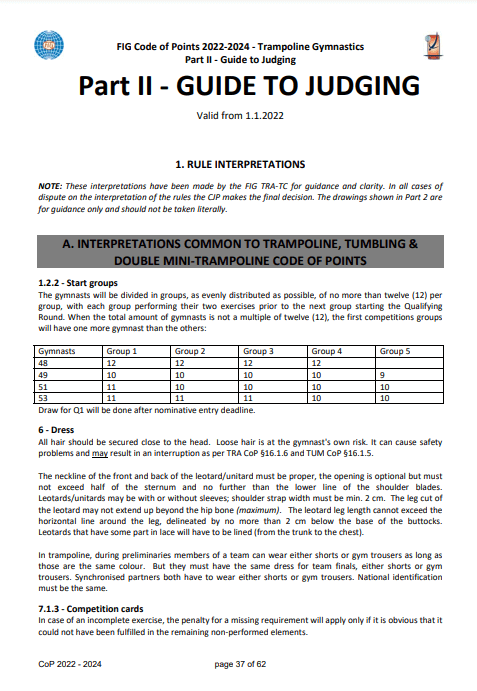 FIG Code of Points 2022-2024 - Trampoline Gymnastics
Part II - Guide to Judging
Part II - GUIDE TO JUDGING
Valid from 1.1.2022
1. RULE INTERPRETATIONS
NOTE: These interpretations have been made by the FIG TRA-TC for guidance and clarity. In all cases of
dispute on the interpretation of the rules the CJP makes the final decision. The drawings shown in Part 2 are
for guidance only and should not be taken literally.
A. INTERPRETATIONS COMMON TO TRAMPOLINE, TUMBLING &
DOUBLE MINI-TRAMPOLINE CODE OF POINTS
1.2.2 - Start groups
The gymnasts will be divided in groups, as evenly distributed as possible, of no more than twelve (12) per
group, with each group performing their two exercises prior to the next group starting the Qualifying
Round. When the total amount of gymnasts is not a multiple of twelve (12), the first competitions groups
will have one more gymnast than the others:
Gymnasts Group 1 Group 2 Group 3 Group 4 Group 5
48 12 12 12 12
49 10 10 10 10 9
51 11 10 10 10 10
53 11 11 11 10 10
Draw for Q1 will be done after nominative entry deadline.
6 - Dress
All hair should be secured close to the head. Loose hair is at the gymnast's own risk. It can cause safety
problems and may result in an interruption as per TRA CoP §16.1.6 and TUM CoP §16.1.5.
The neckline of the front and back of the leotard/unitard must be proper, the opening is optional but must
not exceed half of the sternum and no further than the lower line of the shoulder blades.
Leotards/unitards may be with or without sleeves; shoulder strap width must be min. 2 cm. The leg cut of
the leotard may not extend up beyond the hip bone (maximum). The leotard leg length cannot exceed the
horizontal line around the leg, delineated by no more than 2 cm below the base of the buttocks.
Leotards that have some part in lace will have to be lined (from the trunk to the chest).
In trampoline, during preliminaries members of a team can wear either shorts or gym trousers as long as
those are the same colour. But they must have the same dress for team finals, either shorts or gym
trousers. Synchronised partners both have to wear either shorts or gym trousers. National identification
must be the same.
7.1.3 - Competition cards
In case of an incomplete exercise, the penalty for a missing requirement will apply only if it is obvious that it
could not have been fulfilled in the remaining non-performed elements.
CoP 2022 - 2024 page 37 of 62